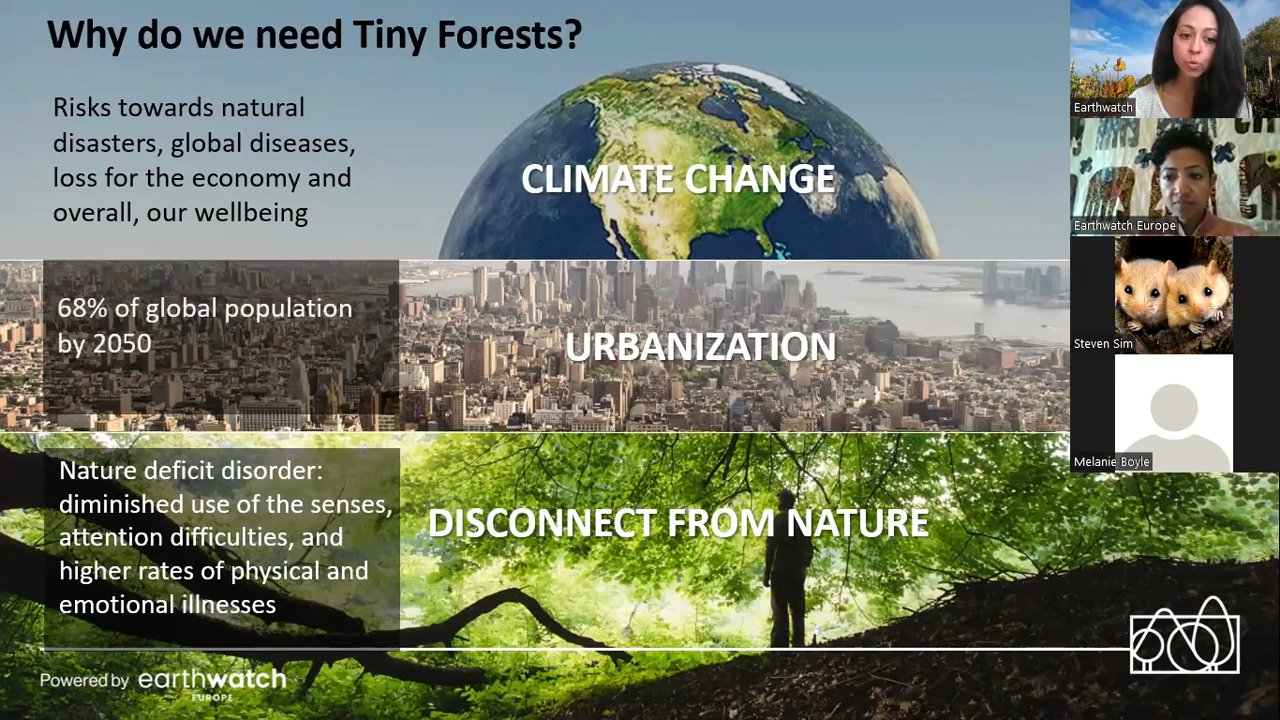 Why do we need Tiny Forests?
Risks towards natural
disasters, global diseases,
loss for the economy and
overall, our wellbeing
CLIMATE CHANGE
68% of global population
by 2050
URBANIZATION
Nature deficit disorder:
diminished use of the senses,
attention difficulties, and
higher rates of physical and
emotional illnesses
DISCONNECT FROM NATURE
Powered by earthwatch
EUROPE
Earthwatch
Earthwatch Europe
Steven Sim
Melanie Boyle